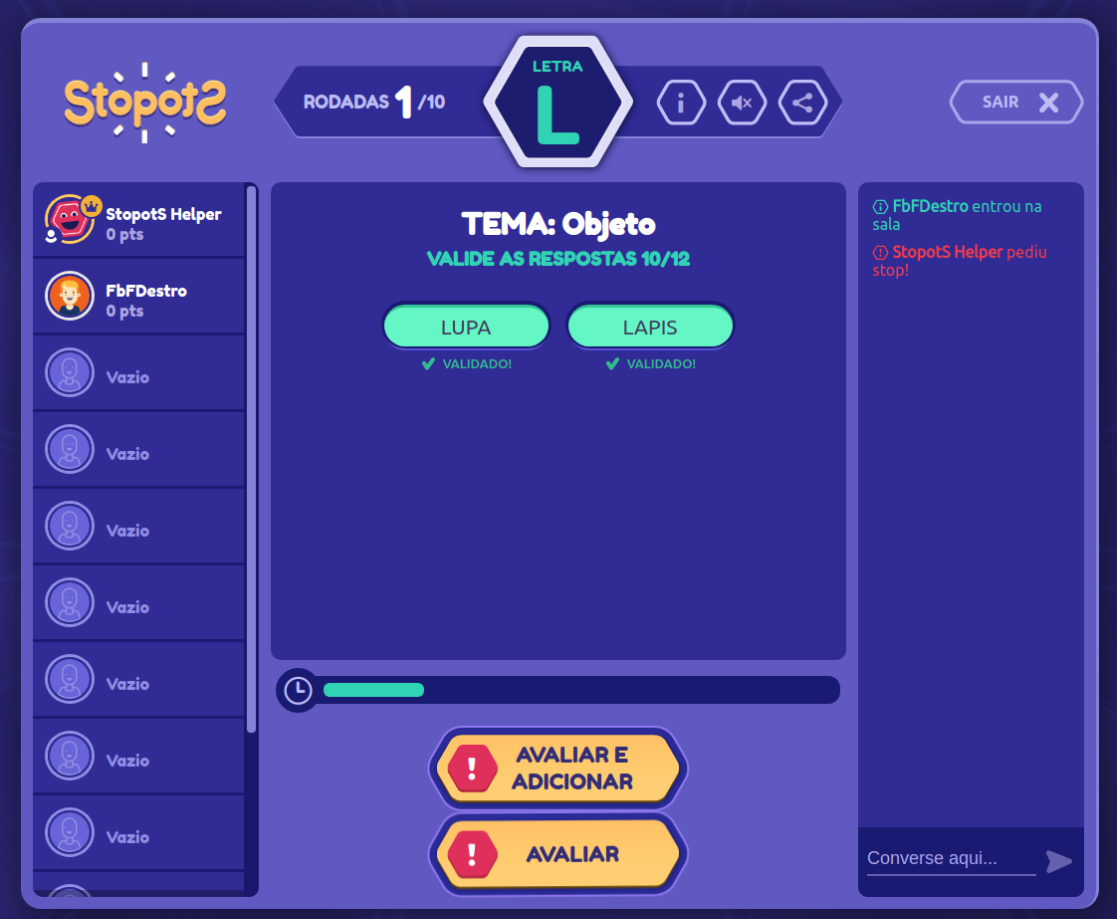 StopotS
RODADAS 1/10
LETRA
L
SAIR
StopotS Helper
0 pts
FbFDestro
0 pts
Vazio
Vazio
Vazio
Vazio
Vazio
Vazio
Vazio
TEMA: Objeto
VALIDE AS RESPOSTAS 10/12
LUPA
LAPIS
VALIDADO!
VALIDADO!
AVALIAR E
ADICIONAR
AVALIAR
FbFDestro entrou na
sala
StopotS Helper pediu
stop!
Converse aqui...